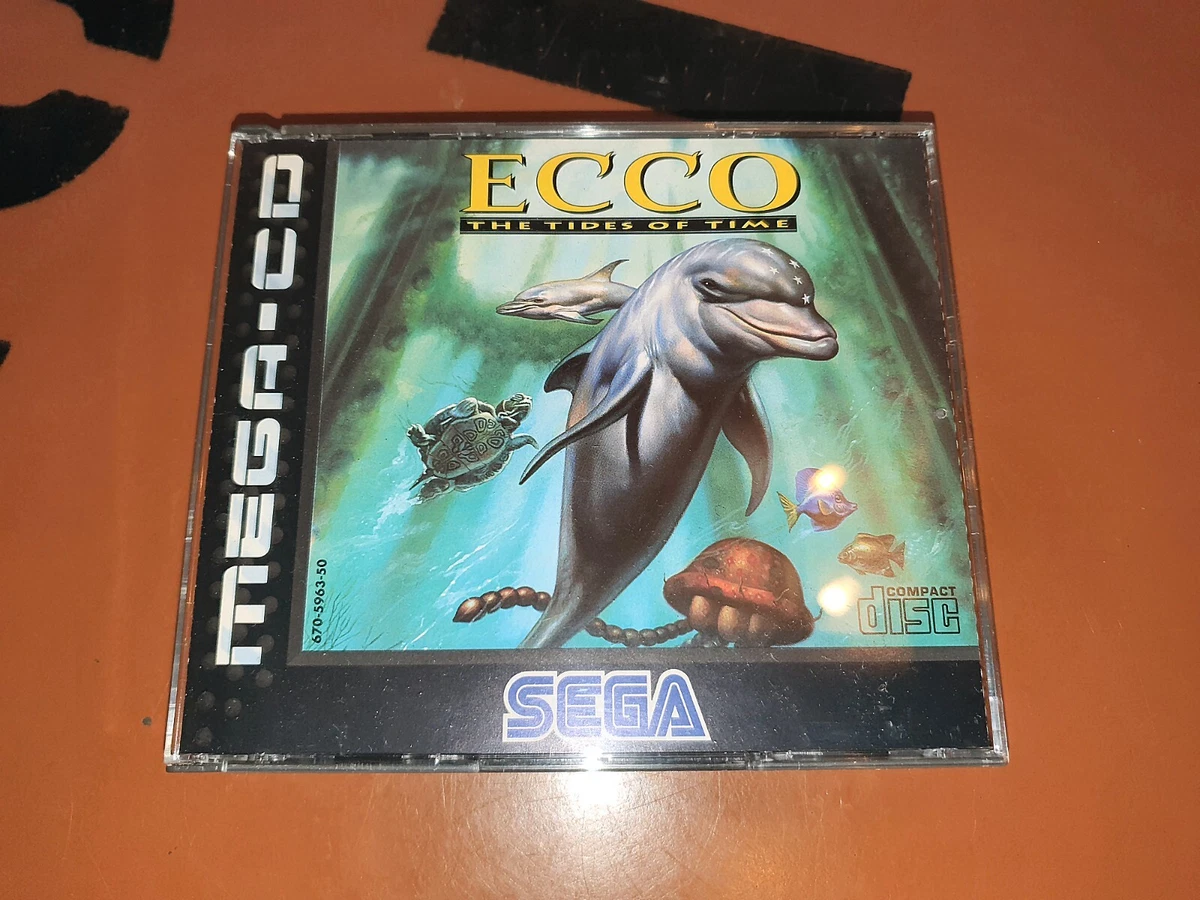 MEGA-CD
ECCO
THE TIDES OF TIME
670-5963-50
COMPACT
disc
SEGA